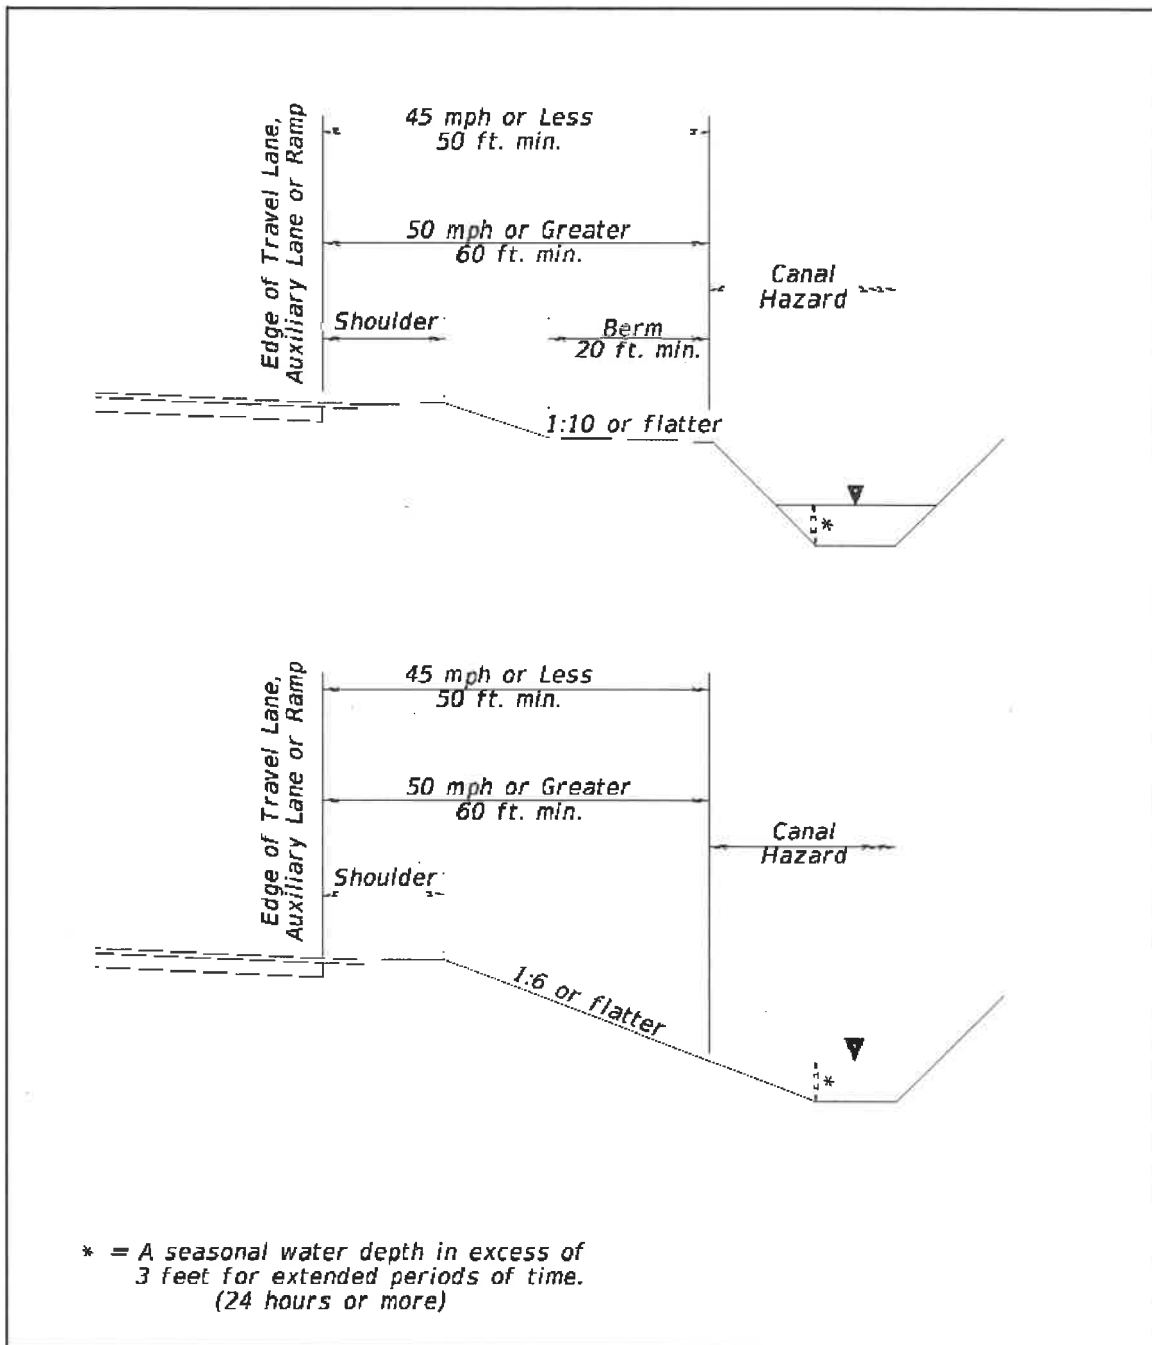 Edge of Travel Lane,
Auxiliary Lane or Ramp
45 mph or Less
50 ft. min.
50 mph or Greater
60 ft. min.
Canal
Hazard
Shoulder
Berm
20 ft. min.
1:10 or flatter
*
Edge of Travel Lane,
Auxiliary Lane or Ramp
45 mph or Less
50 ft. min.
50 mph or Greater
60 ft. min.
Canal
Hazard
Shoulder
1:6 or flatter
*
* = A seasonal water depth in excess of
3 feet for extended periods of time.
(24 hours or more)